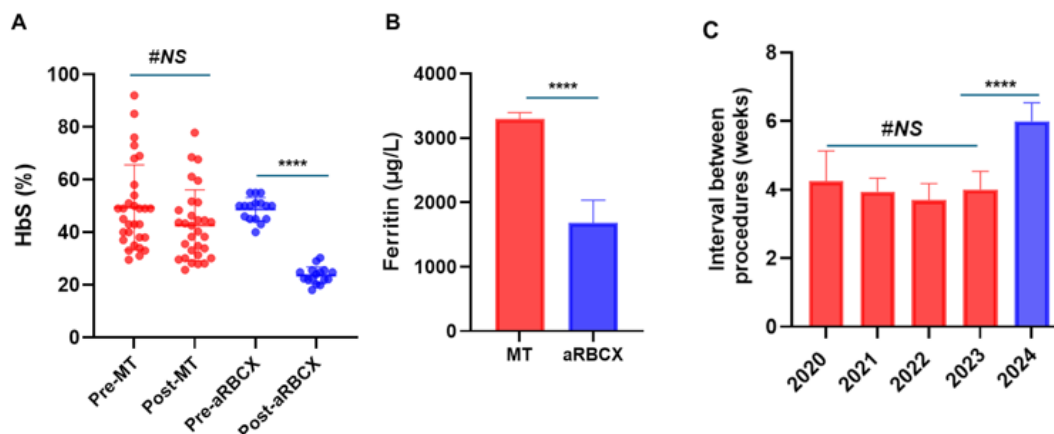 A
#NS
****
HbS (%)
100
80
60
40
20
0
Pre-MT
Post-MT
Pre-aRBCX
Post-aRBCX
B
****
Ferritin (µg/L)
4000
3000
2000
1000
0
MT
aRBCX
C
****
#NS
Interval between
procedures (weeks)
8
6
4
2
0
2020
2021
2022
2023
2024